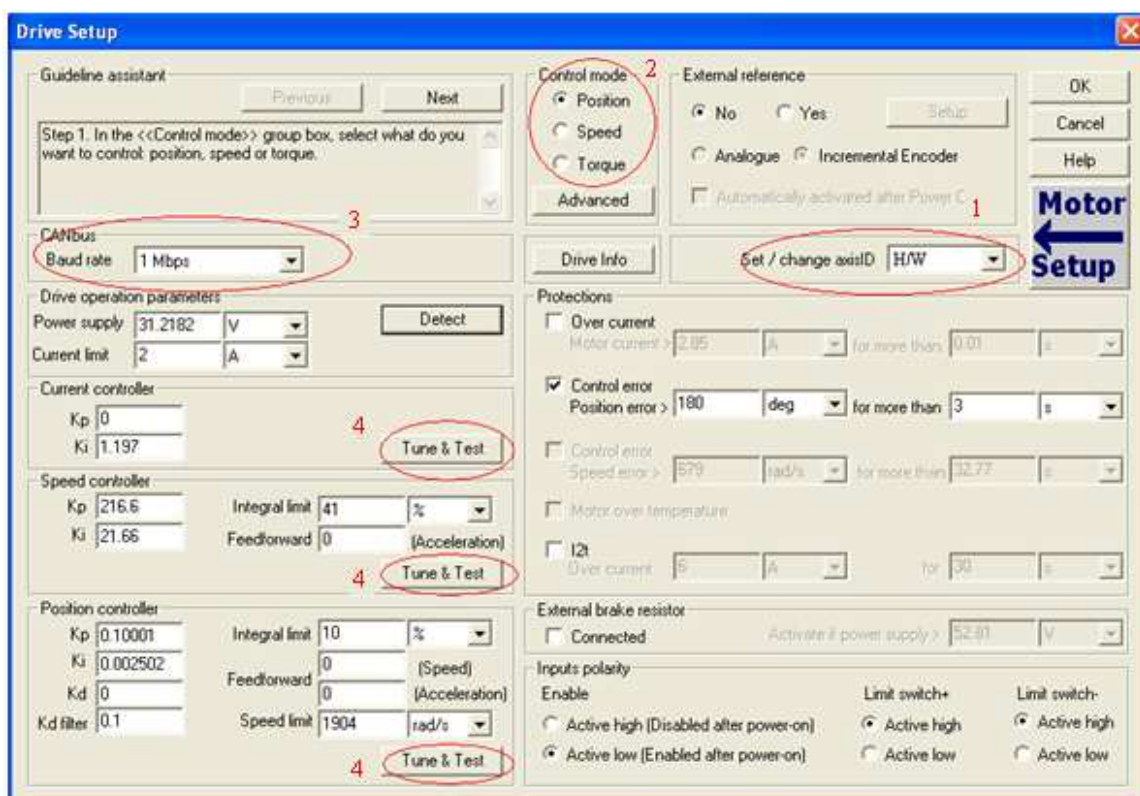 Drive Setup
Guideline assistant
Previous
Next
Step 1. In the <<Control mode>> group box, select what do you
want to control: position, speed or torque.
Control mode
2
Position
Speed
Torque
Advanced
External reference
No
Yes
Setup
Analogue
Incremental Encoder
Automatically activated after Power
1
OK
Cancel
Help
Motor
Setup
CANbus
3
Baud rate
1 Mbps
Drive Info
Set / change axisID
H/W
Drive operation parameters
Power supply
31.2182
V
Detect
Current limit
2
A
Current controller
Kp
0
Ki
1.197
4
Tune & Test
Speed controller
Kp
216.6
Integral limit
41
%
Ki
21.66
Feedforward
0
(Acceleration)
4
Tune & Test
Position controller
Kp
0.10001
Integral limit
10
%
Ki
0.002502
Feedforward
0
(Speed)
Kd
0
0
(Acceleration)
Kd filter
0.1
Speed limit
1904
rad/s
4
Tune & Test
Protections
Over current
Motor current >
2.85
A
for more than
0.01
s
Control error
Position error >
180
deg
for more than
3
s
Control error
Speed error >
679
rad/s
for more than
32.77
s
Motor over temperature
I2t
Over current
6
A
for
30
s
External brake resistor
Connected
Activate if power supply >
52.81
V
Inputs polarity
Enable
Limit switch+
Limit switch-
Active high (Disabled after power-on)
Active high
Active high
Active low (Enabled after power-on)
Active low
Active low